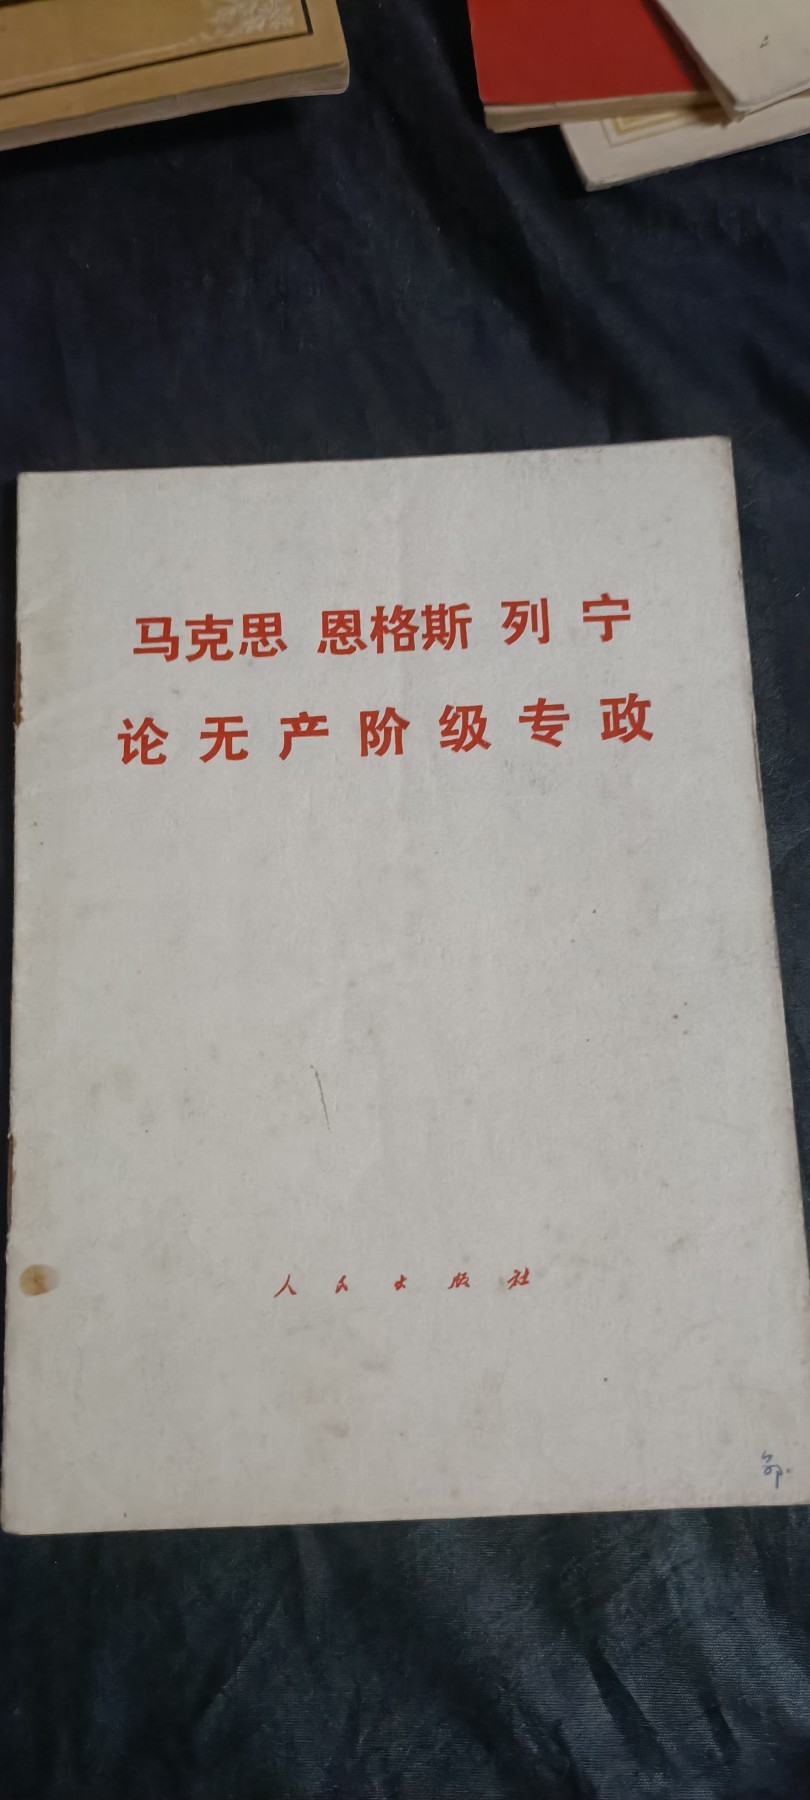 马克思 恩格斯 列宁
论无产阶级专政
人民出版社